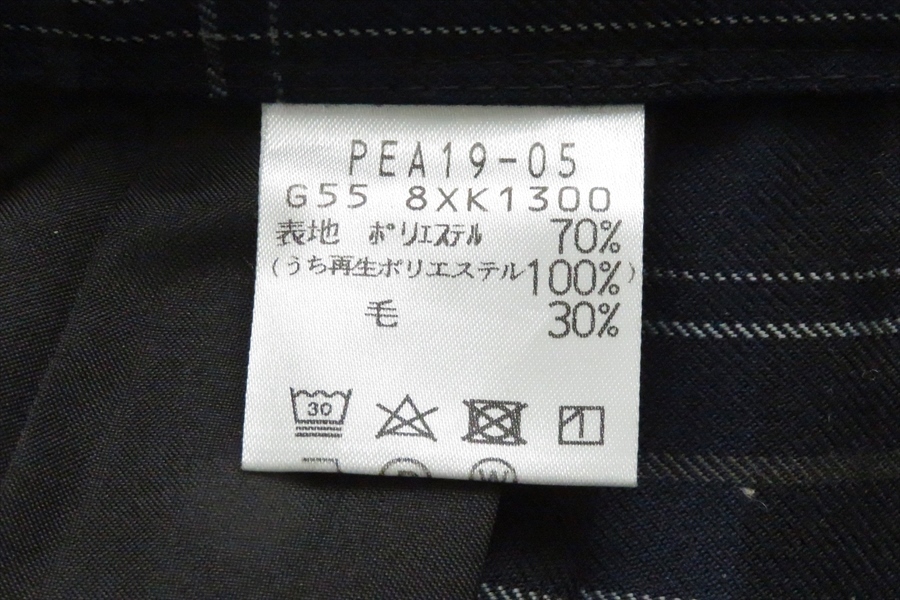 PEA19-05
G55 8XK1300
表地 ポリエステル 70%
(うち再生ポリエステル100%)
毛 30%
30
P W